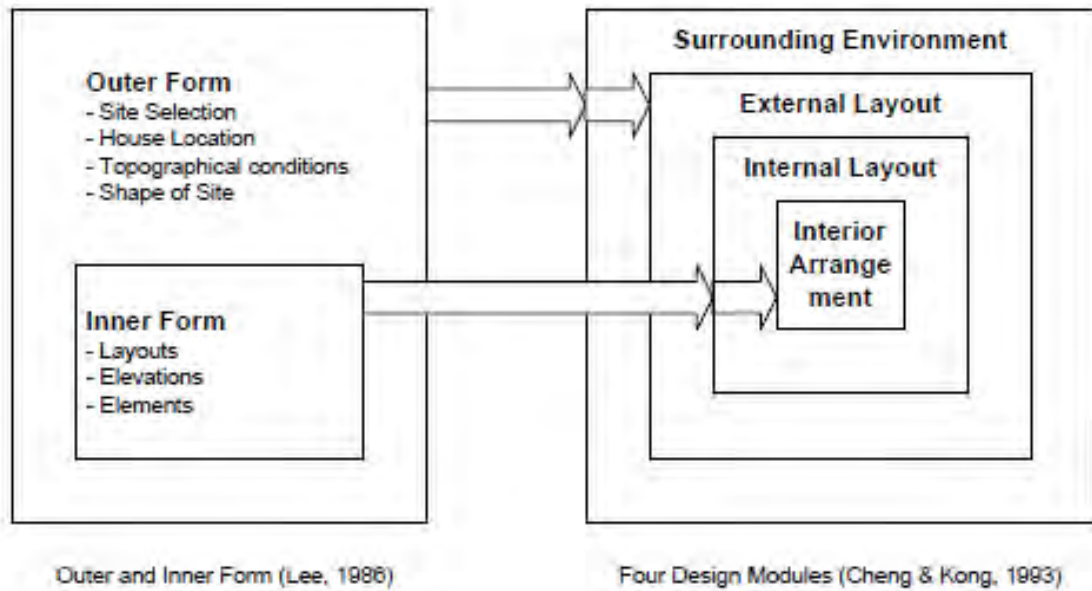 Outer Form
- Site Selection
- House Location
- Topographical conditions
- Shape of Site
Inner Form
- Layouts
- Elevations
- Elements
Surrounding Environment
External Layout
Internal Layout
Interior
Arrange
ment
Outer and Inner Form (Lee, 1986)
Four Design Modules (Cheng & Kong, 1993)